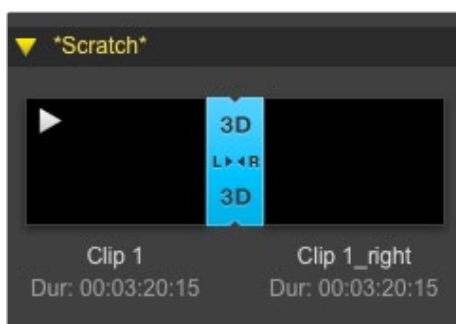 *Scratch*
3D
L▶◀R
3D
Clip 1 Clip 1_right
Dur: 00:03:20:15 Dur: 00:03:20:15